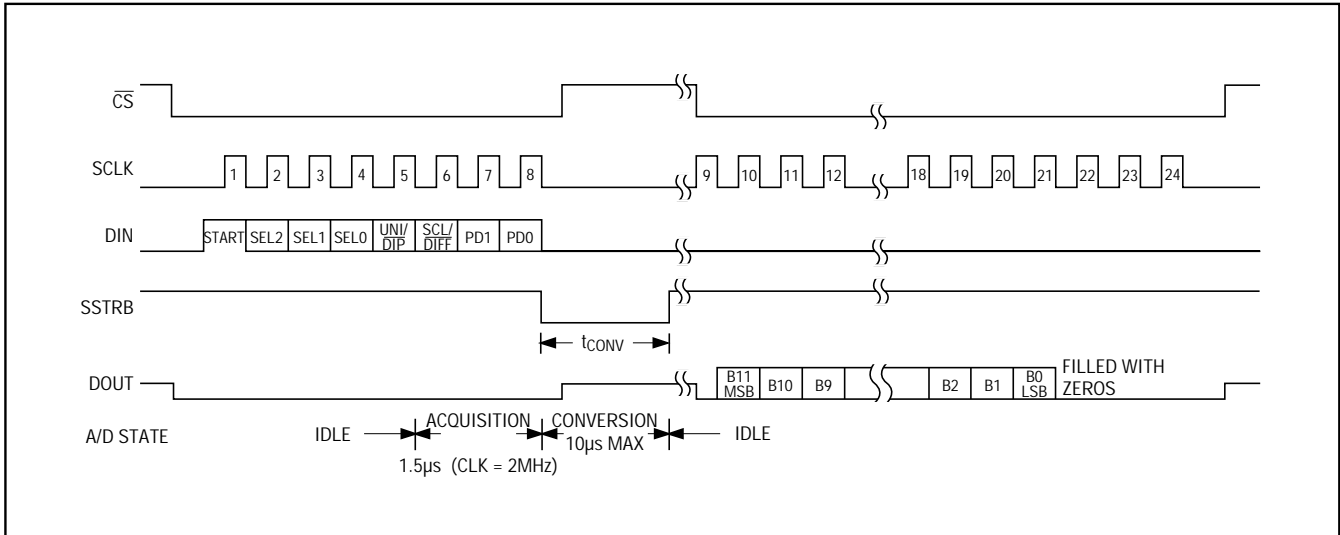 CS
SCLK
1 2 3 4 5 6 7 8 9 10 11 12 18 19 20 21 22 23 24
DIN
START SEL2 SEL1 SEL0 UNI/ SCL/ PD1 PD0
DIP DIFF
SSTRB
tCONV
DOUT
B11 B10 B9 B2 B1 B0 FILLED WITH
MSB LSB ZEROS
A/D STATE IDLE ACQUISITION CONVERSION IDLE
10µs MAX
1.5µs (CLK = 2MHz)